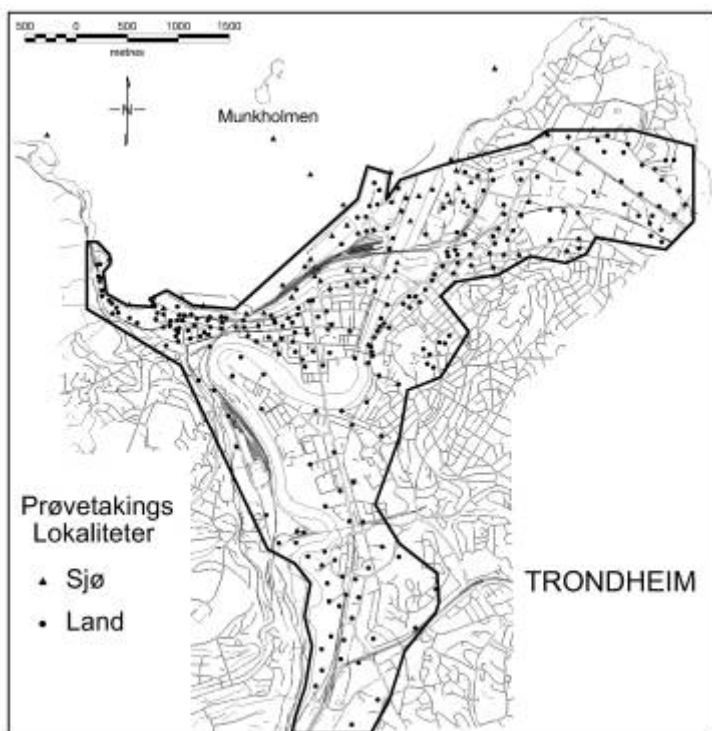 500 0 500 1000 1500
metres
N
Munkholmen
Prøvetakings
Lokaliteter
Sjø
Land
TRONDHEIM